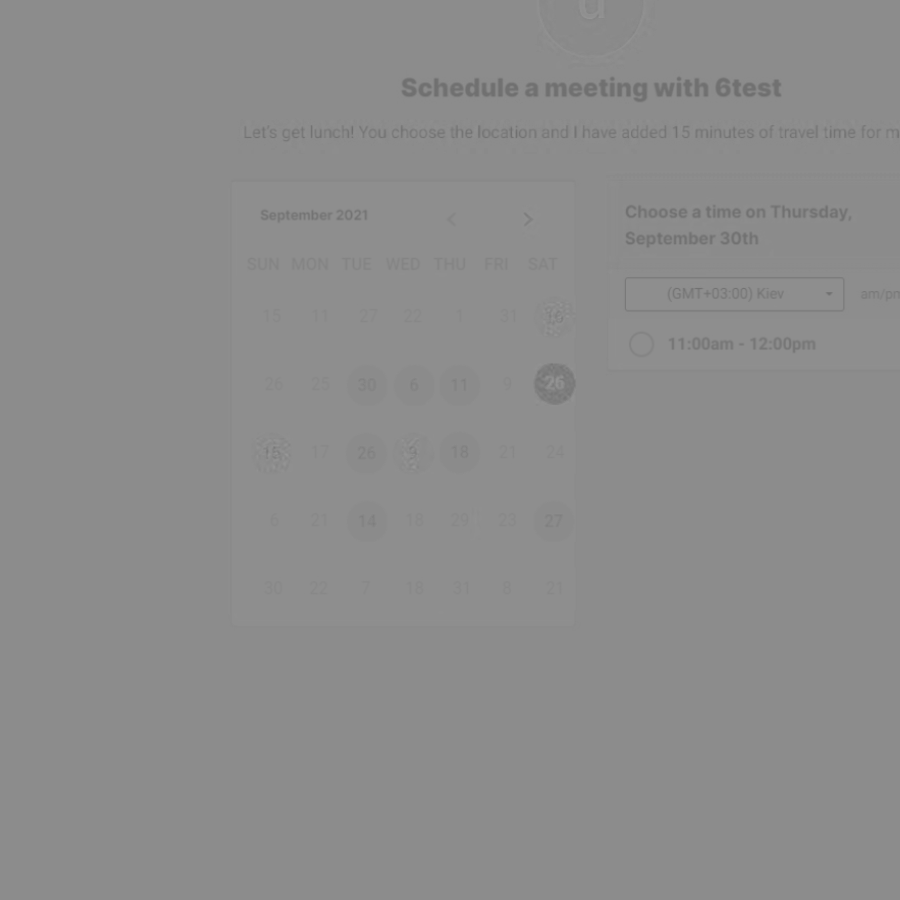 u
Schedule a meeting with 6test
Let's get lunch! You choose the location and I have added 15 minutes of travel time for m
September 2021
SUN MON TUE WED THU FRI SAT
15 11 27 22 1 31
26 25 30 6 11 9 26
17 26 9 18 21 24
6 21 14 18 29 23 27
30 22 7 18 31 8 21
Choose a time on Thursday,
September 30th
(GMT+03:00) Kiev am/pm
11:00am - 12:00pm